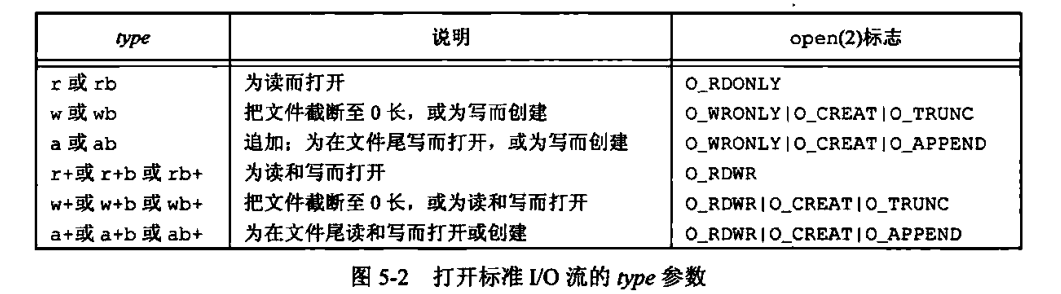 type 说明 open(2)标志
r 或 rb 为读而打开 O_RDONLY
w 或 wb 把文件截断至 0 长，或为写而创建 O_WRONLY|O_CREAT|O_TRUNC
a 或 ab 追加；为在文件尾写而打开，或为写而创建 O_WRONLY|O_CREAT|O_APPEND
r+或 r+b 或 rb+ 为读和写而打开 O_RDWR
w+或 w+b 或 wb+ 把文件截断至 0 长，或为读和写而打开 O_RDWR|O_CREAT|O_TRUNC
a+或 a+b 或 ab+ 为在文件尾读和写而打开或创建 O_RDWR|O_CREAT|O_APPEND
图 5-2 打开标准 I/O 流的 type 参数